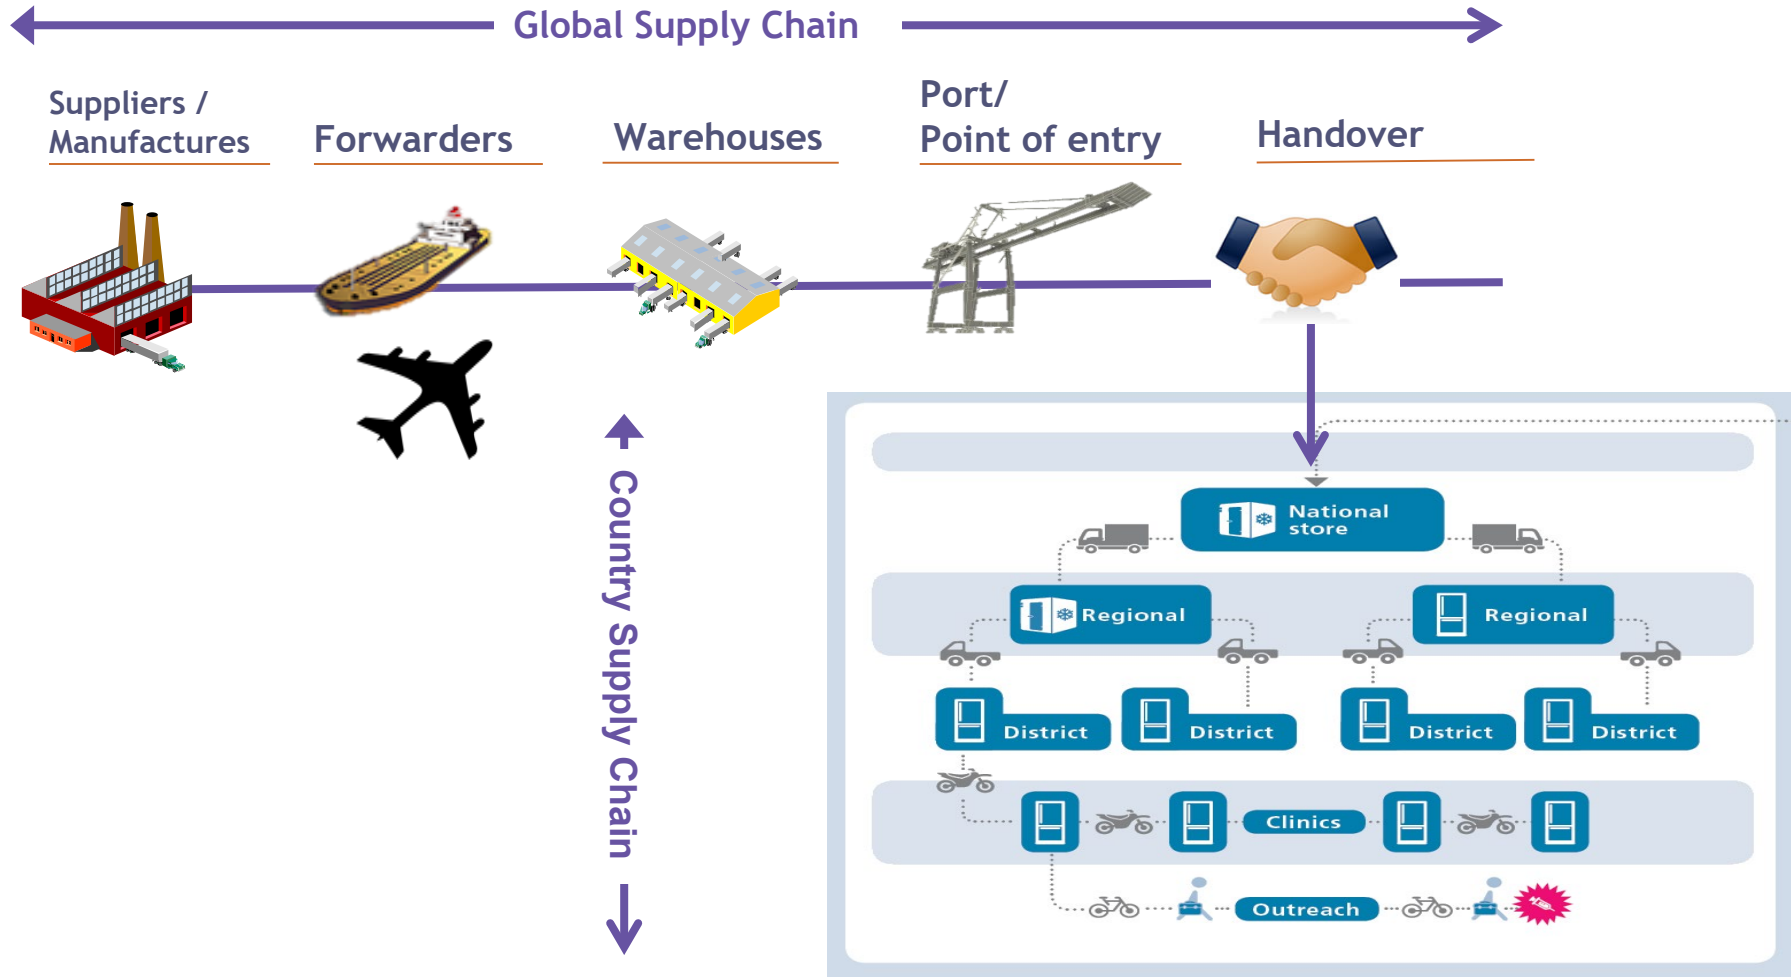 Global Supply Chain
Suppliers /
Manufactures
Forwarders
Warehouses
Port/
Point of entry
Handover
Country Supply Chain
National
store
Regional
Regional
District
District
District
District
Clinics
Outreach